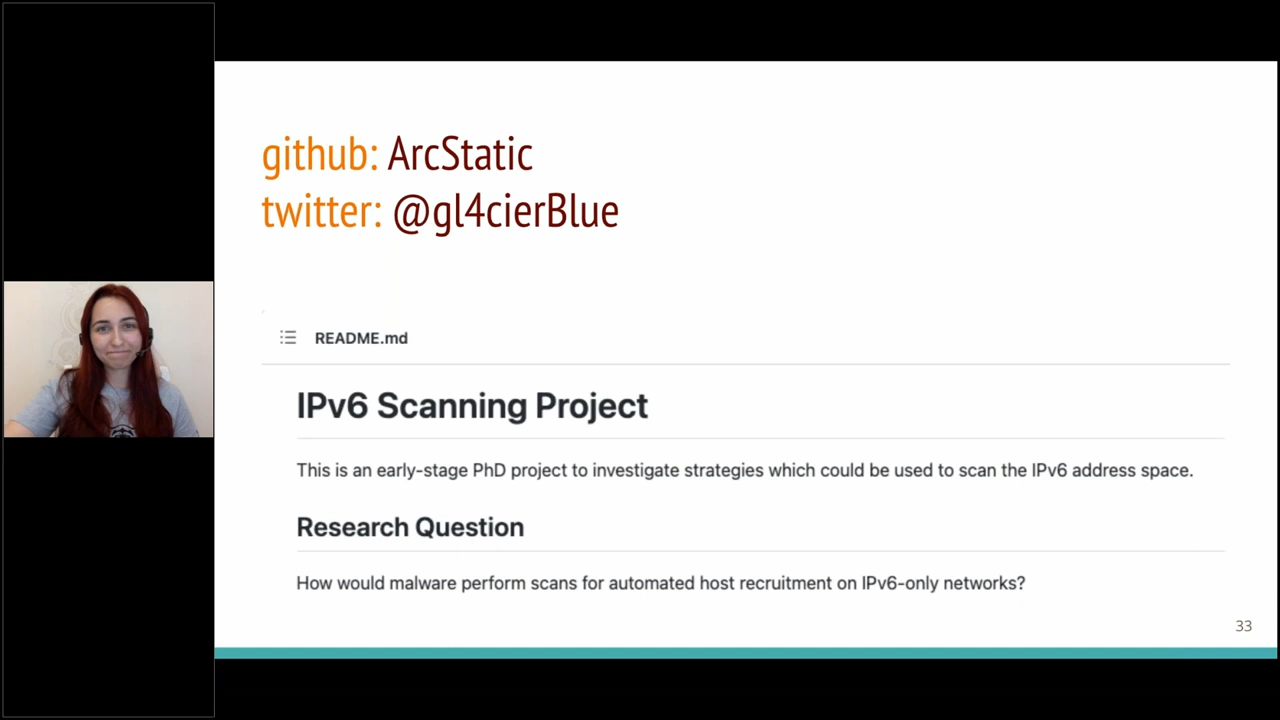 github: ArcStatic
twitter: @gl4cierBlue
README.md
IPv6 Scanning Project
This is an early-stage PhD project to investigate strategies which could be used to scan the IPv6 address space.
Research Question
How would malware perform scans for automated host recruitment on IPv6-only networks?
33